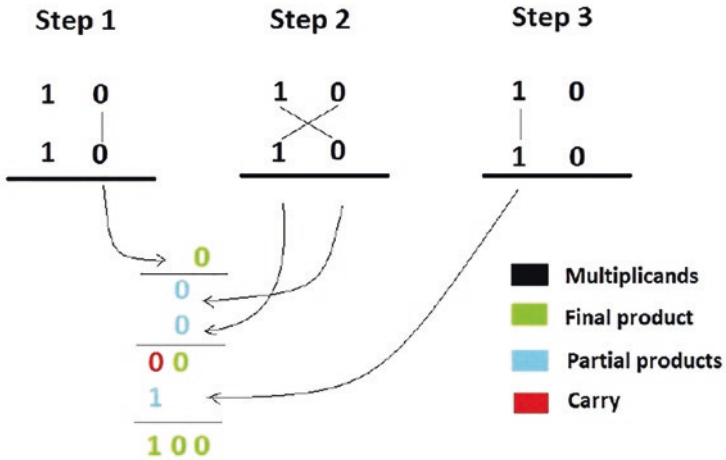 Step 1 Step 2 Step 3
1 0 1 0 1 0
1 0 1 0 1 0
0
0
0
0 0
1
1 0 0
Multiplicands
Final product
Partial products
Carry